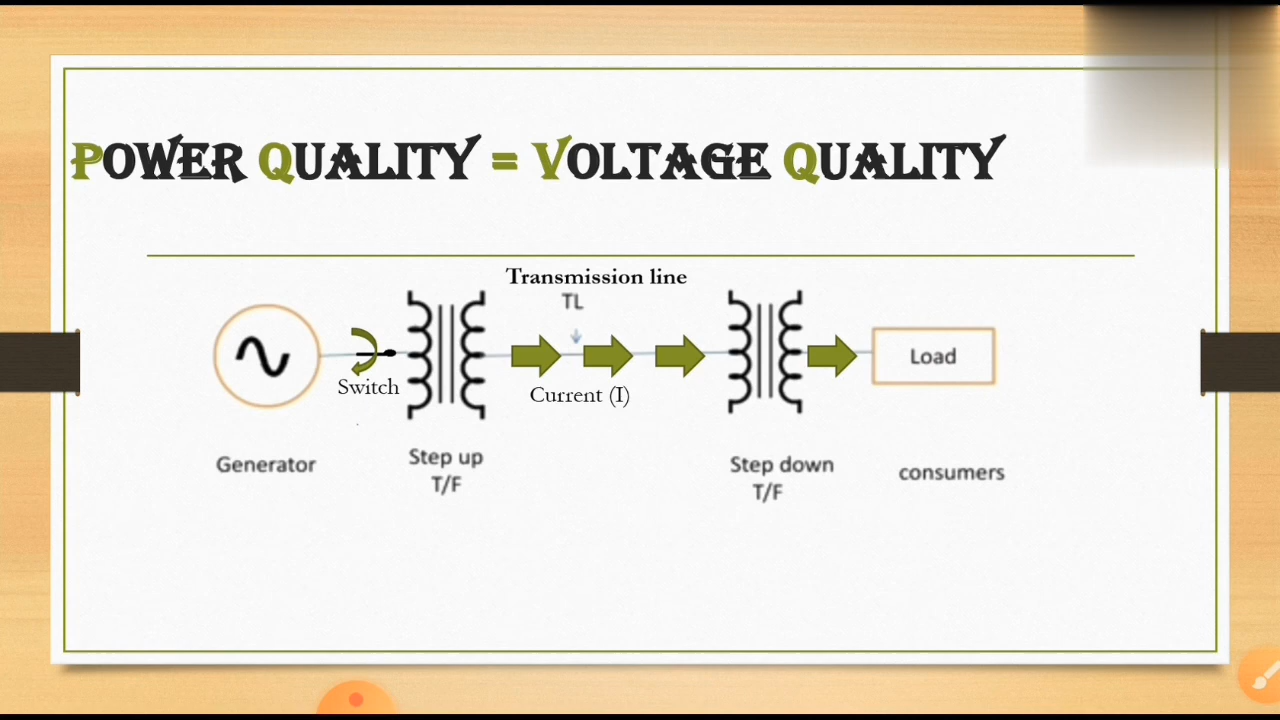 Power Quality = Voltage Quality
Transmission line
TL
Switch
Current (I)
Load
Generator
Step up
T/F
Step down
T/F
consumers